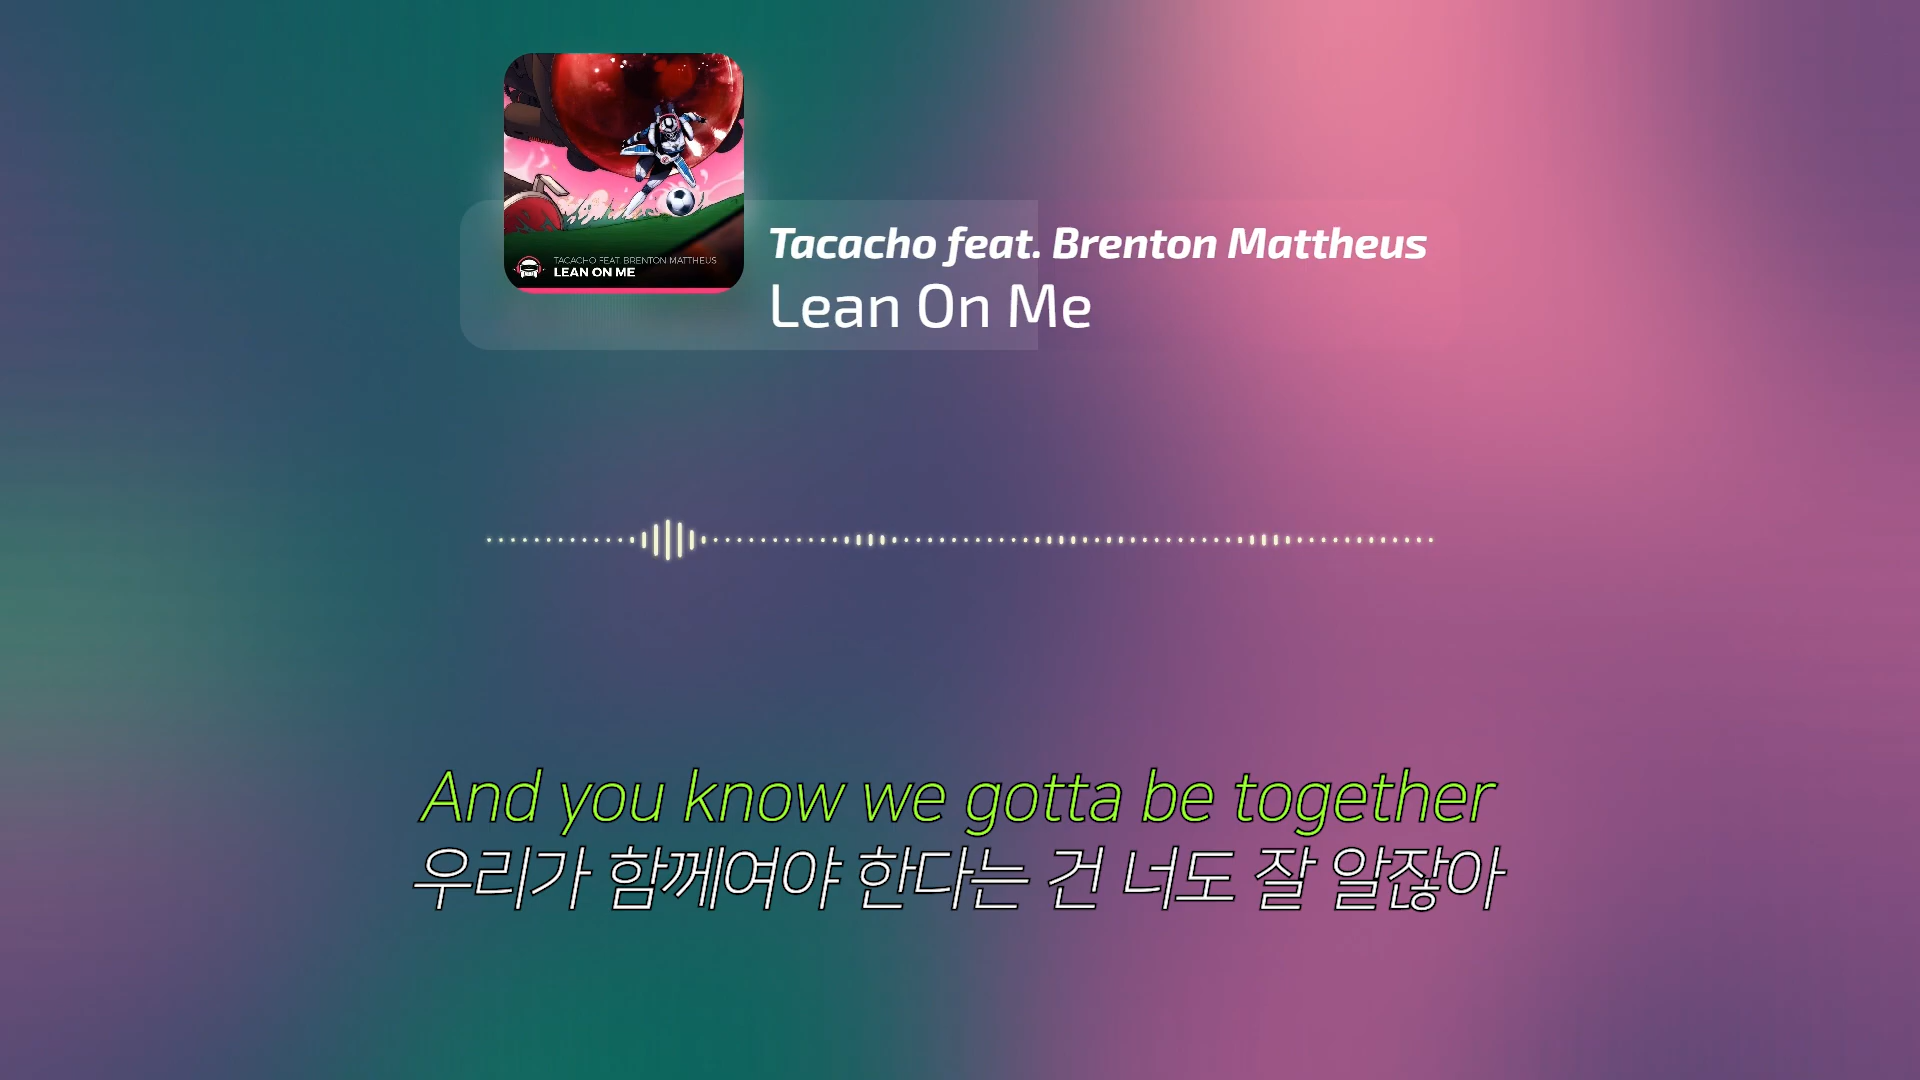 TACACHO FEAT. BRENTON MATTHEUS
LEAN ON ME
Tacacho feat. Brenton Mattheus
Lean On Me
And you know we gotta be together
우리가 함께여야 한다는 건 너도 잘 알잖아